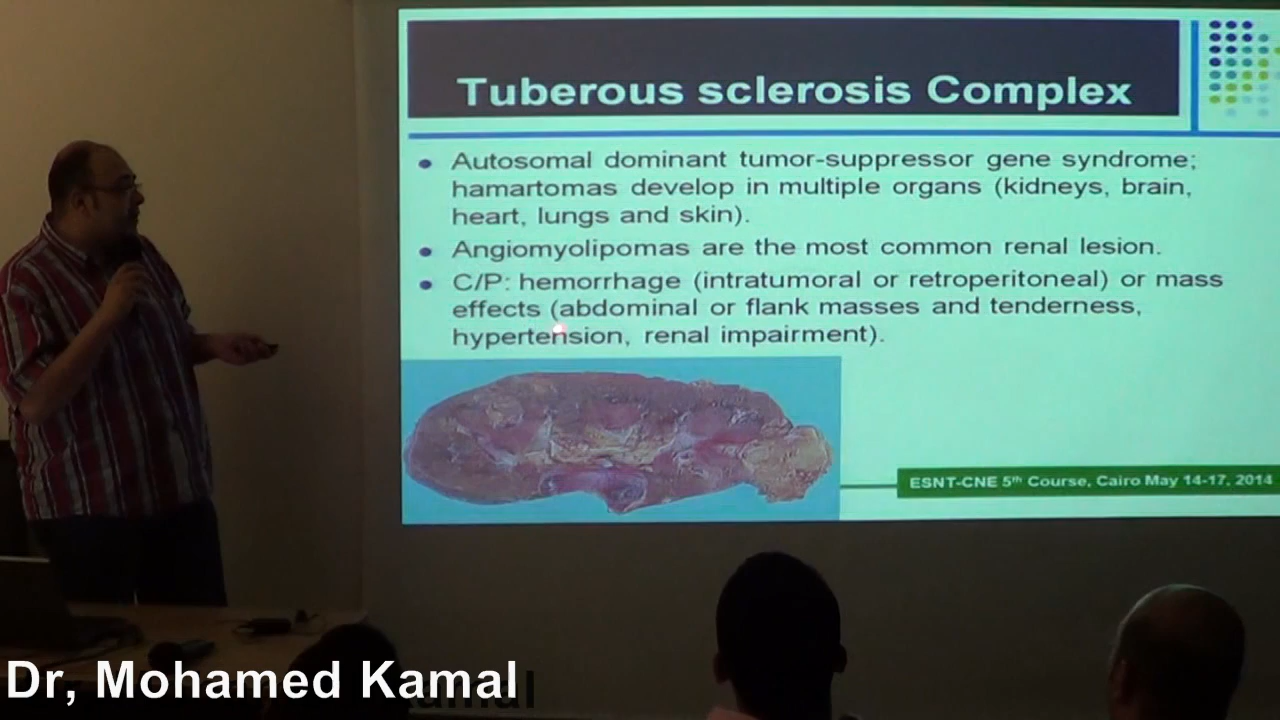 Tuberous sclerosis Complex
Autosomal dominant tumor-suppressor gene syndrome;
hamartomas develop in multiple organs (kidneys, brain,
heart, lungs and skin).
Angiomyolipomas are the most common renal lesion.
C/P: hemorrhage (intratumoral or retroperitoneal) or mass
effects (abdominal or flank masses and tenderness,
hypertension, renal impairment).
ESNT-CNE 5th Course, Cairo May 14-17, 2014
Dr, Mohamed Kamal